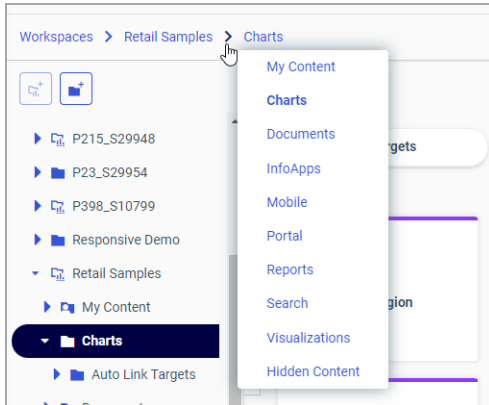 Workspaces > Retail Samples > Charts
My Content
Charts
Documents
InfoApps
Mobile
Portal
Reports
Search
Visualizations
Hidden Content
P215_S29948
P23_S29954
P398_S10799
Responsive Demo
Retail Samples
My Content
Charts
Auto Link Targets
rgets
gion